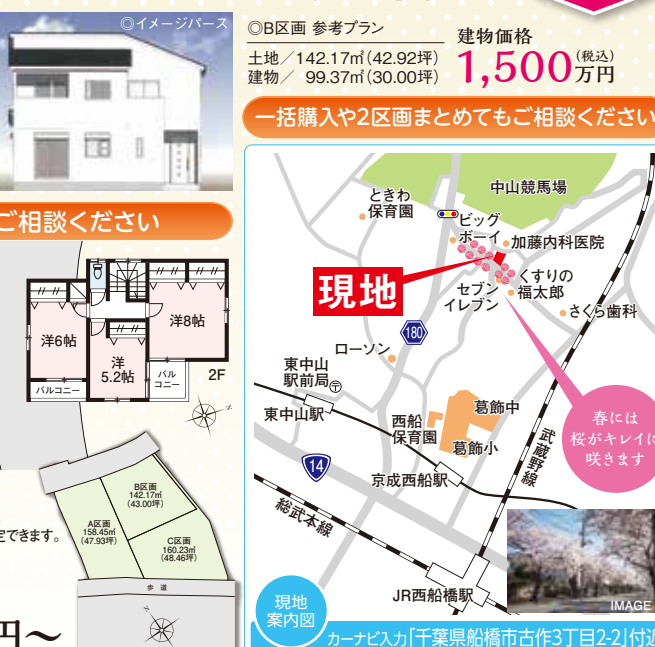 ◎イメージパース
◎B区画 参考プラン
土地／142.17㎡(42.92坪)
建物／ 99.37㎡(30.00坪)
建物価格
1,500万円(税込)
一括購入や2区画まとめてもご相談ください
ご相談ください
洋6帖
洋
5.2帖
洋8帖
バルコニー
バル
コニー
2F
N
B区画
142.17㎡
(43.00坪)
A区画
158.45㎡
(47.93坪)
C区画
160.23㎡
(48.46坪)
歩 道
定できます。
円〜
中山競馬場
ときわ
保育園
ビッグ
ボーイ
加藤内科医院
現地
くすりの
福太郎
セブン
イレブン
さくら歯科
180
ローソン
東中山
駅前局
東中山駅
西船
保育園
葛飾中
葛飾小
武蔵野線
14
京成西船駅
総武本線
JR西船橋駅
春には
桜がキレイに
咲きます
IMAGE
現地
案内図
カーナビ入力「千葉県船橋市古作3丁目2-2」付近